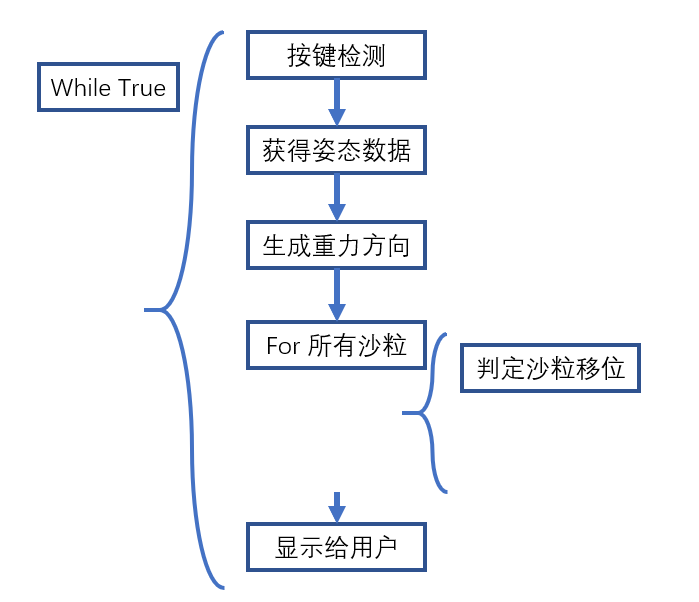 While True
按键检测
获得姿态数据
生成重力方向
For 所有沙粒
判定沙粒移位
显示给用户